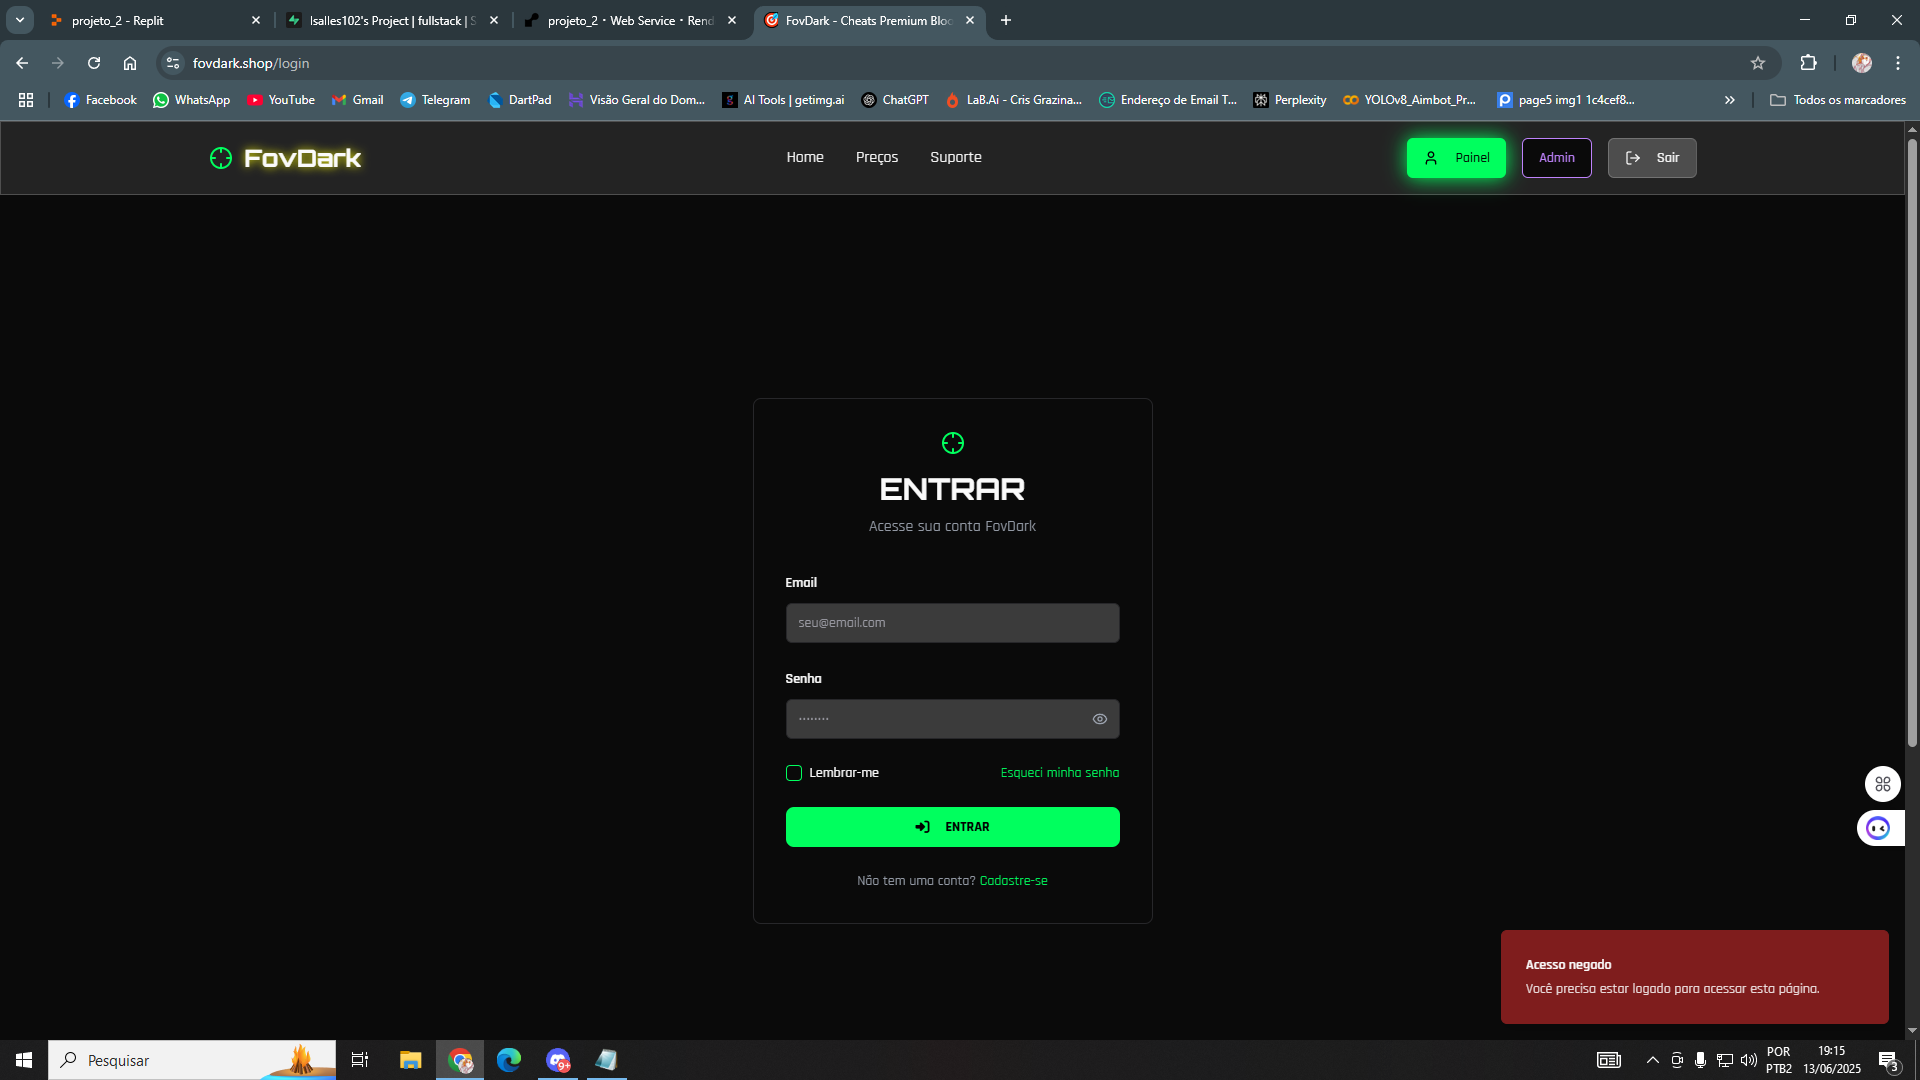 projeto_2 - Replit
lsalles102's Project | fullstack | S
projeto_2・Web Service・Rend
FovDark - Cheats Premium Bloo
fovdark.shop/login
Facebook
WhatsApp
YouTube
Gmail
Telegram
DartPad
Visão Geral do Dom...
AI Tools | getimg.ai
ChatGPT
LaB.Ai - Cris Grazina...
Endereço de Email T...
Perplexity
YOLOv8_Aimbot_Pr...
page5 img1 1c4cef8...
Todos os marcadores
FovDark
Home
Preços
Suporte
Painel
Admin
Sair
ENTRAR
Acesse sua conta FovDark
Email
seu@email.com
Senha
Lembrar-me
Esqueci minha senha
ENTRAR
Não tem uma conta? Cadastre-se
Acesso negado
Você precisa estar logado para acessar esta página.
Pesquisar
9+
POR
PTB2
19:15
13/06/2025
3